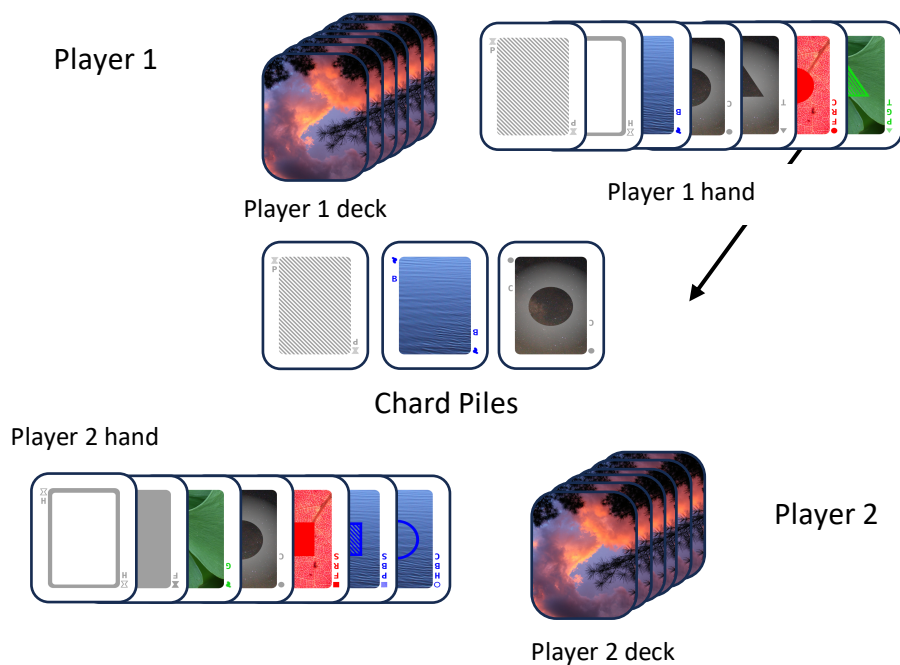 Player 1
P
P
H
B
C
T
C R F
T G P
Player 1 deck
Player 1 hand
P
P
B
B
C
C
Chard Piles
Player 2 hand
H
H
F
G
C
S R F
S B P
C B H
Player 2
Player 2 deck